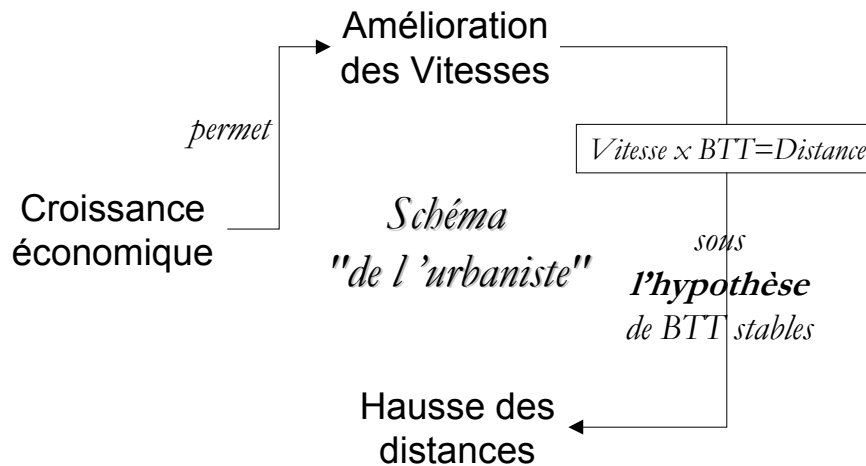 Amélioration
des Vitesses
permet
Vitesse x BTT=Distance
Croissance
économique
Schéma
"de l ’urbaniste"
sous
l’hypothèse
de BTT stables
Hausse des
distances